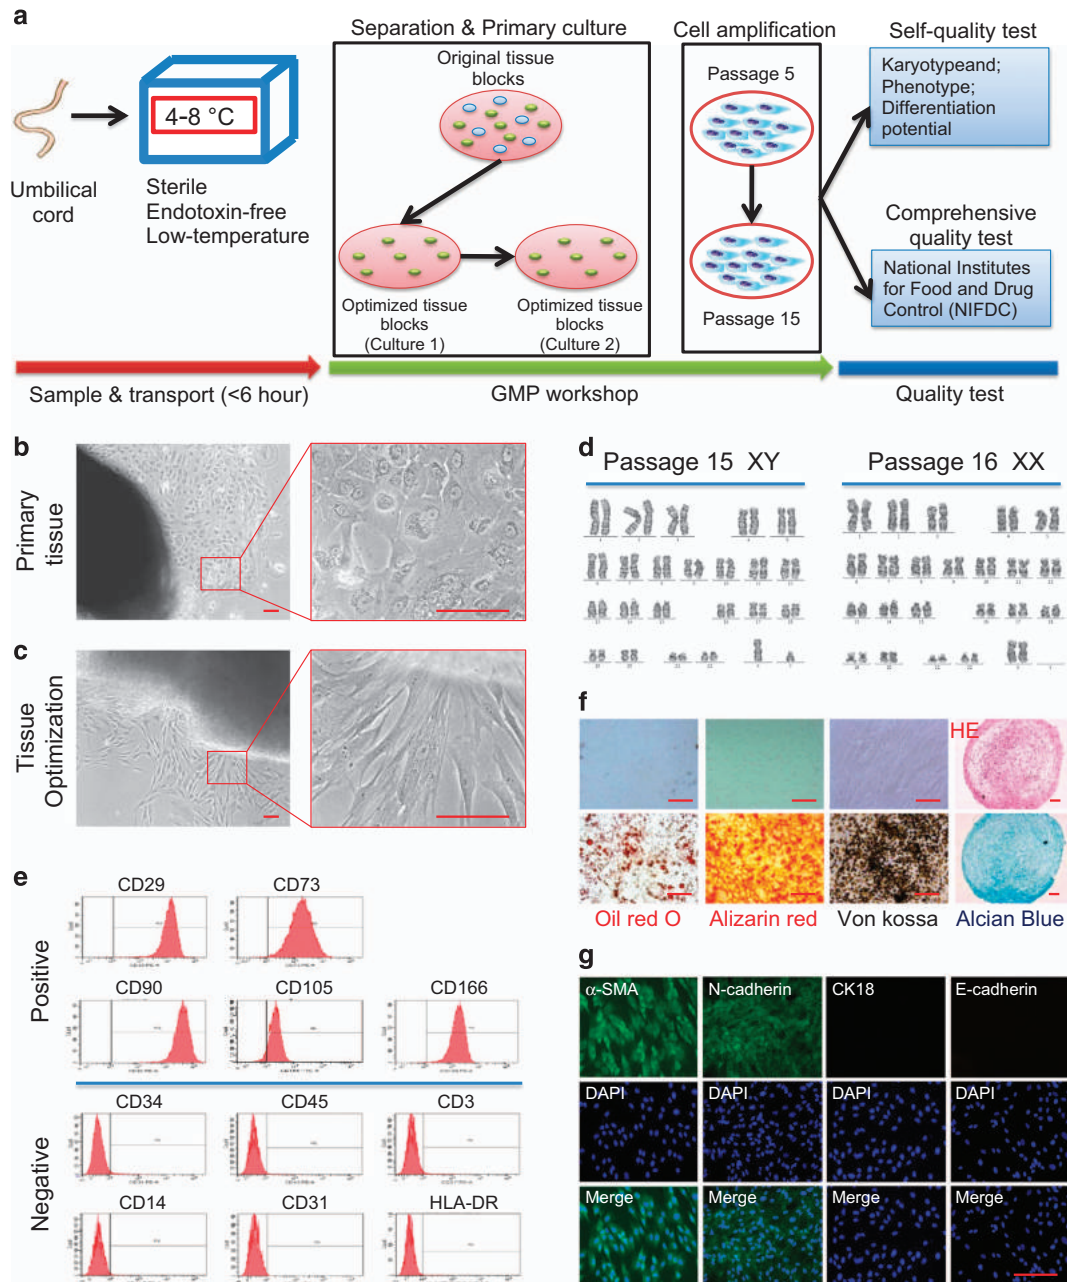 a
Separation & Primary culture
Cell amplification
Self-quality test
Original tissue
blocks
Passage 5
Karyotypeand;
Phenotype;
Differentiation
potential
4-8 °C
Umbilical
cord
Sterile
Endotoxin-free
Low-temperature
Comprehensive
quality test
National Institutes
for Food and Drug
Control (NIFDC)
Optimized tissue
blocks
(Culture 1)
Optimized tissue
blocks
(Culture 2)
Passage 15
Sample & transport (<6 hour)
GMP workshop
Quality test
b
Primary
tissue
c
Tissue
Optimization
d
Passage 15 XY
Passage 16 XX
e
Positive
CD29
CD73
CD90
CD105
CD166
Negative
CD34
CD45
CD3
CD14
CD31
HLA-DR
f
HE
Oil red O
Alizarin red
Von kossa
Alcian Blue
g
α-SMA
N-cadherin
CK18
E-cadherin
DAPI
DAPI
DAPI
DAPI
Merge
Merge
Merge
Merge